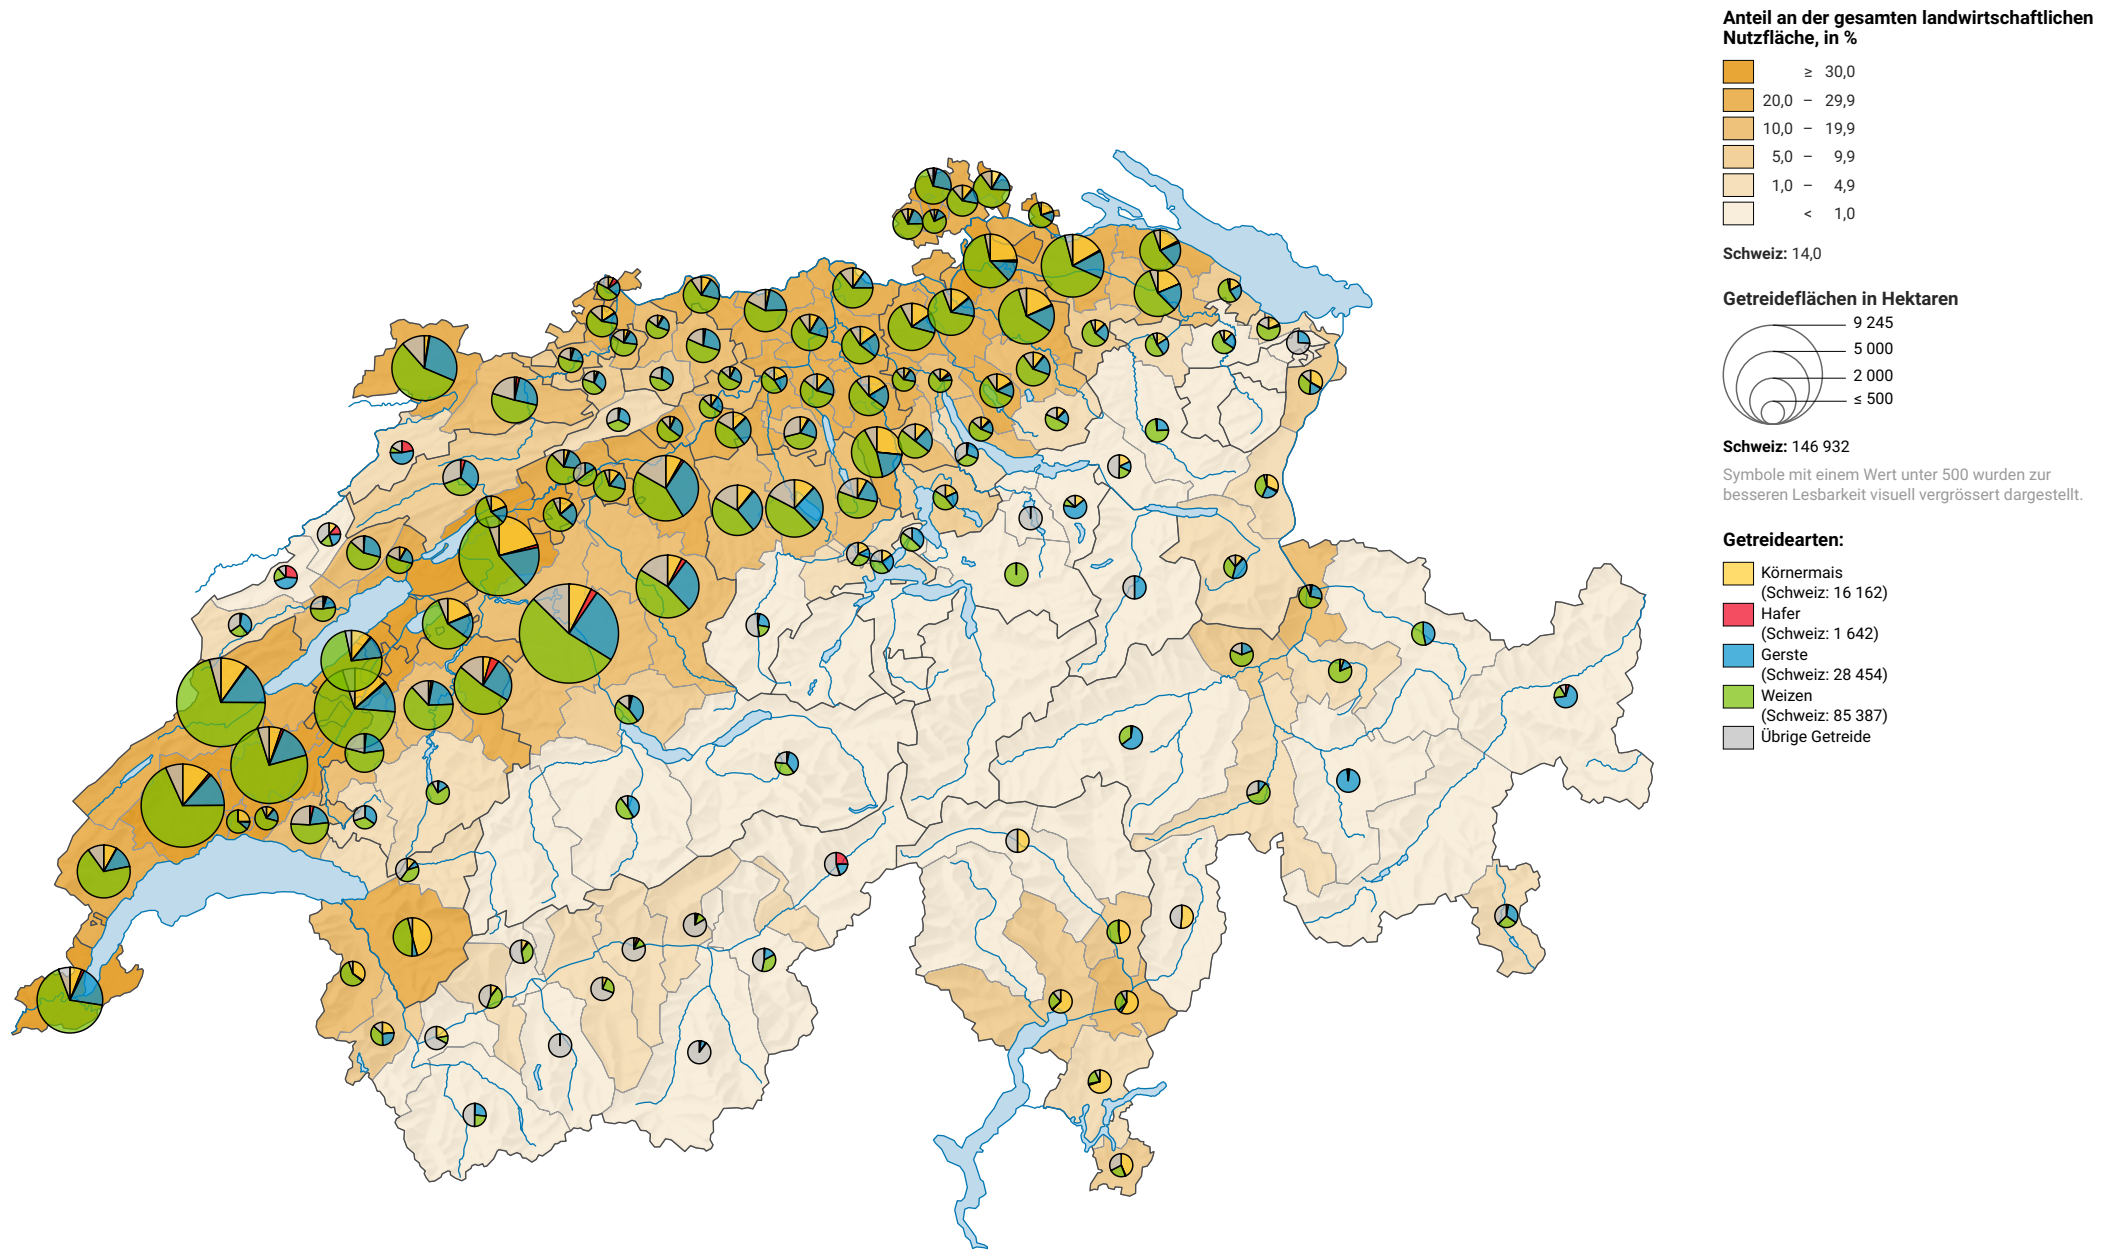 Anteil an der gesamten landwirtschaftlichen
Nutzfläche, in %
≥ 30,0
20,0 – 29,9
10,0 – 19,9
5,0 – 9,9
1,0 – 4,9
< 1,0
Schweiz: 14,0
Getreideflächen in Hektaren
9 245
5 000
2 000
≤ 500
Schweiz: 146 932
Symbole mit einem Wert unter 500 wurden zur
besseren Lesbarkeit visuell vergrössert dargestellt.
Getreidearten:
Körnermais
(Schweiz: 16 162)
Hafer
(Schweiz: 1 642)
Gerste
(Schweiz: 28 454)
Weizen
(Schweiz: 85 387)
Übrige Getreide